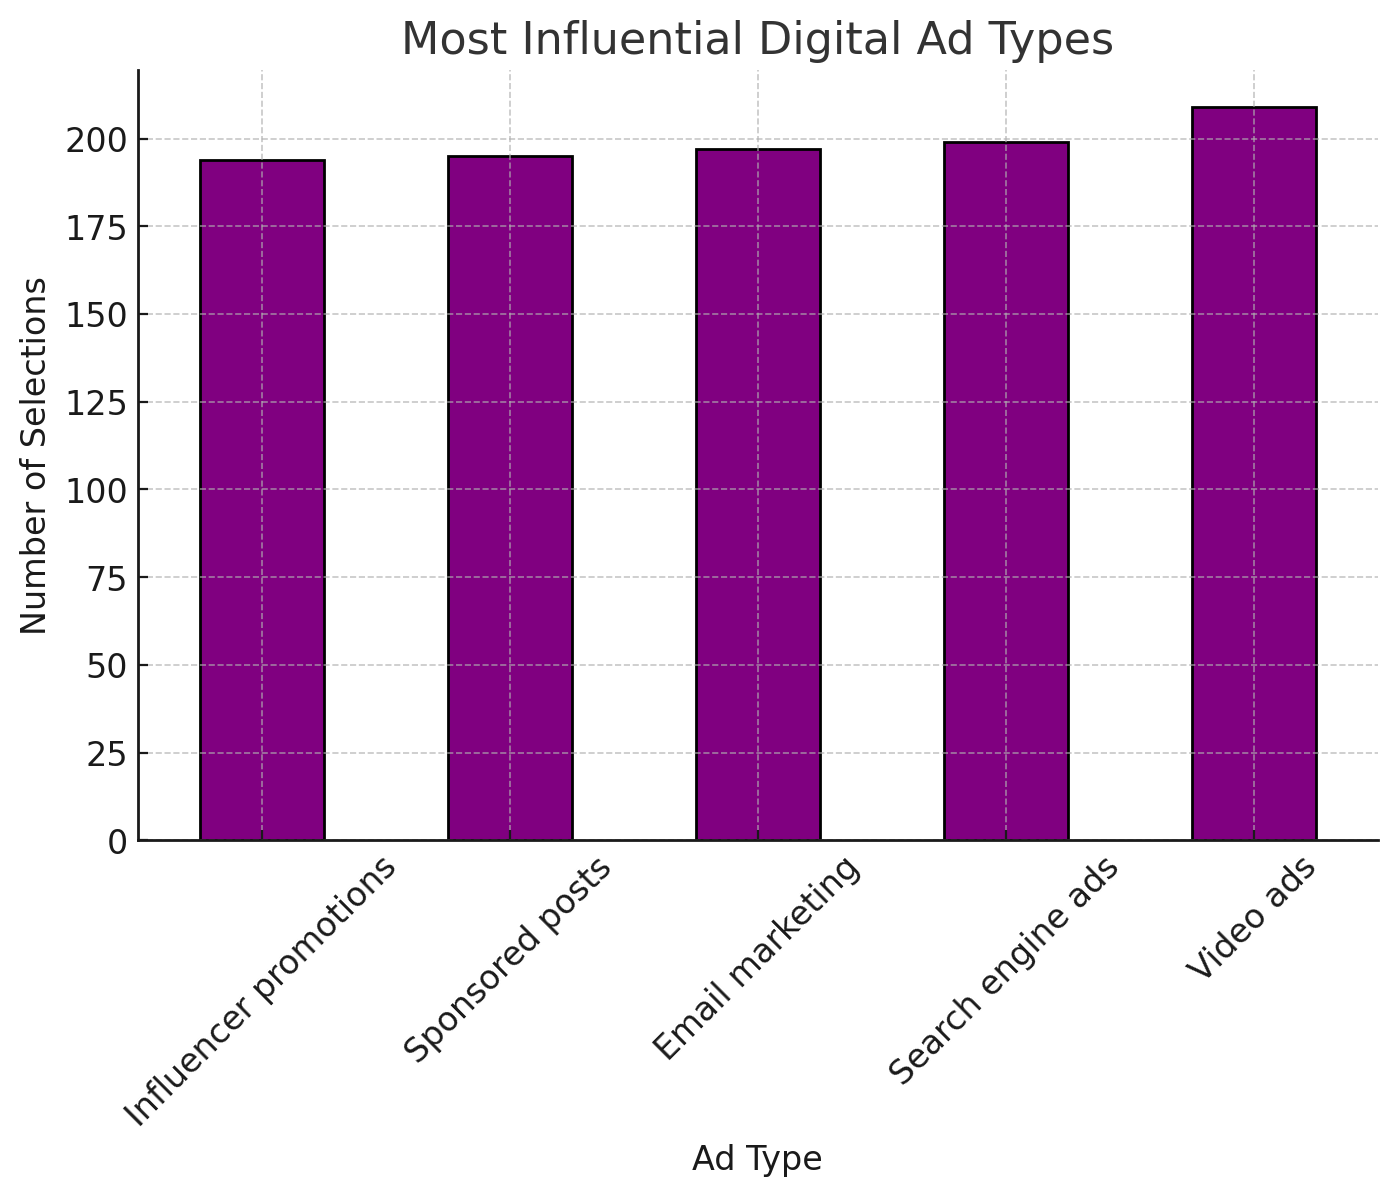 Most Influential Digital Ad Types
Number of Selections
200
175
150
125
100
75
50
25
0
Influencer promotions
Sponsored posts
Email marketing
Search engine ads
Video ads
Ad Type